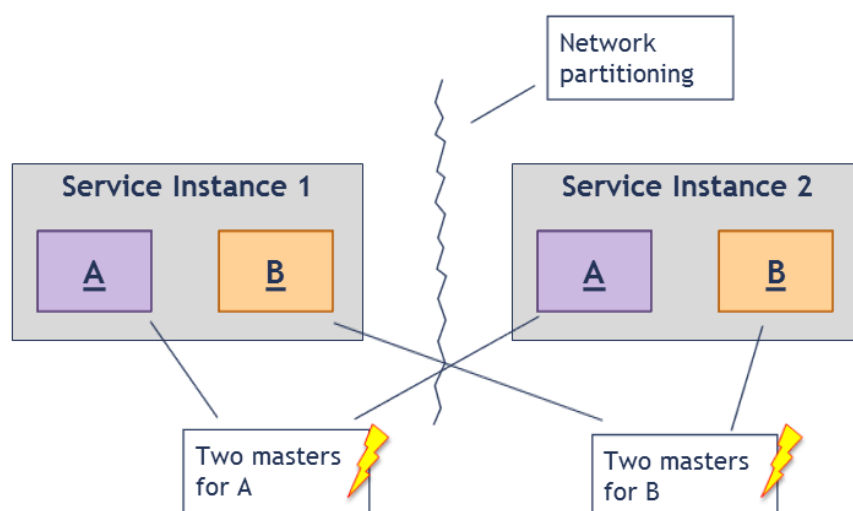 Network
partitioning
Service Instance 1
Service Instance 2
A
B
A
B
Two masters
for A
Two masters
for B